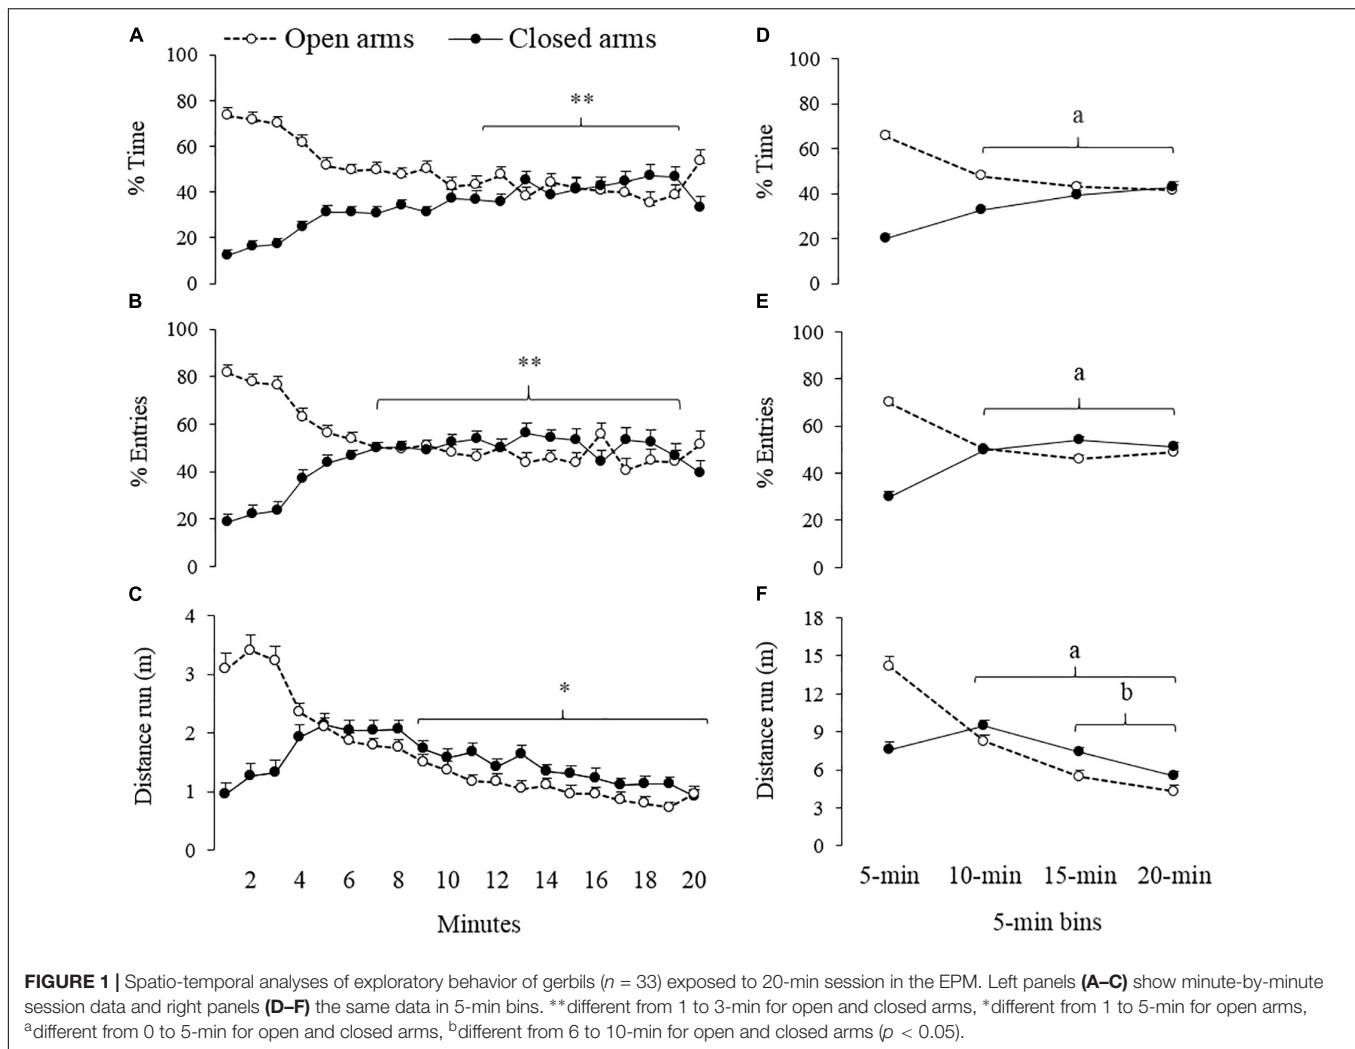 A
Open arms
Closed arms
100
80
60
40
20
0
% Time
**
D
100
80
60
40
20
0
% Time
a
B
100
80
60
40
20
0
% Entries
**
E
100
80
60
40
20
0
% Entries
a
C
4
3
2
1
0
Distance run (m)
*
2 4 6 8 10 12 14 16 18 20
Minutes
F
18
15
12
9
6
3
0
Distance run (m)
a
b
5-min 10-min 15-min 20-min
5-min bins
FIGURE 1 | Spatio-temporal analyses of exploratory behavior of gerbils (n = 33) exposed to 20-min session in the EPM. Left panels (A–C) show minute-by-minute
session data and right panels (D–F) the same data in 5-min bins. **different from 1 to 3-min for open and closed arms, *different from 1 to 5-min for open arms,
adifferent from 0 to 5-min for open and closed arms, bdifferent from 6 to 10-min for open and closed arms (p < 0.05).